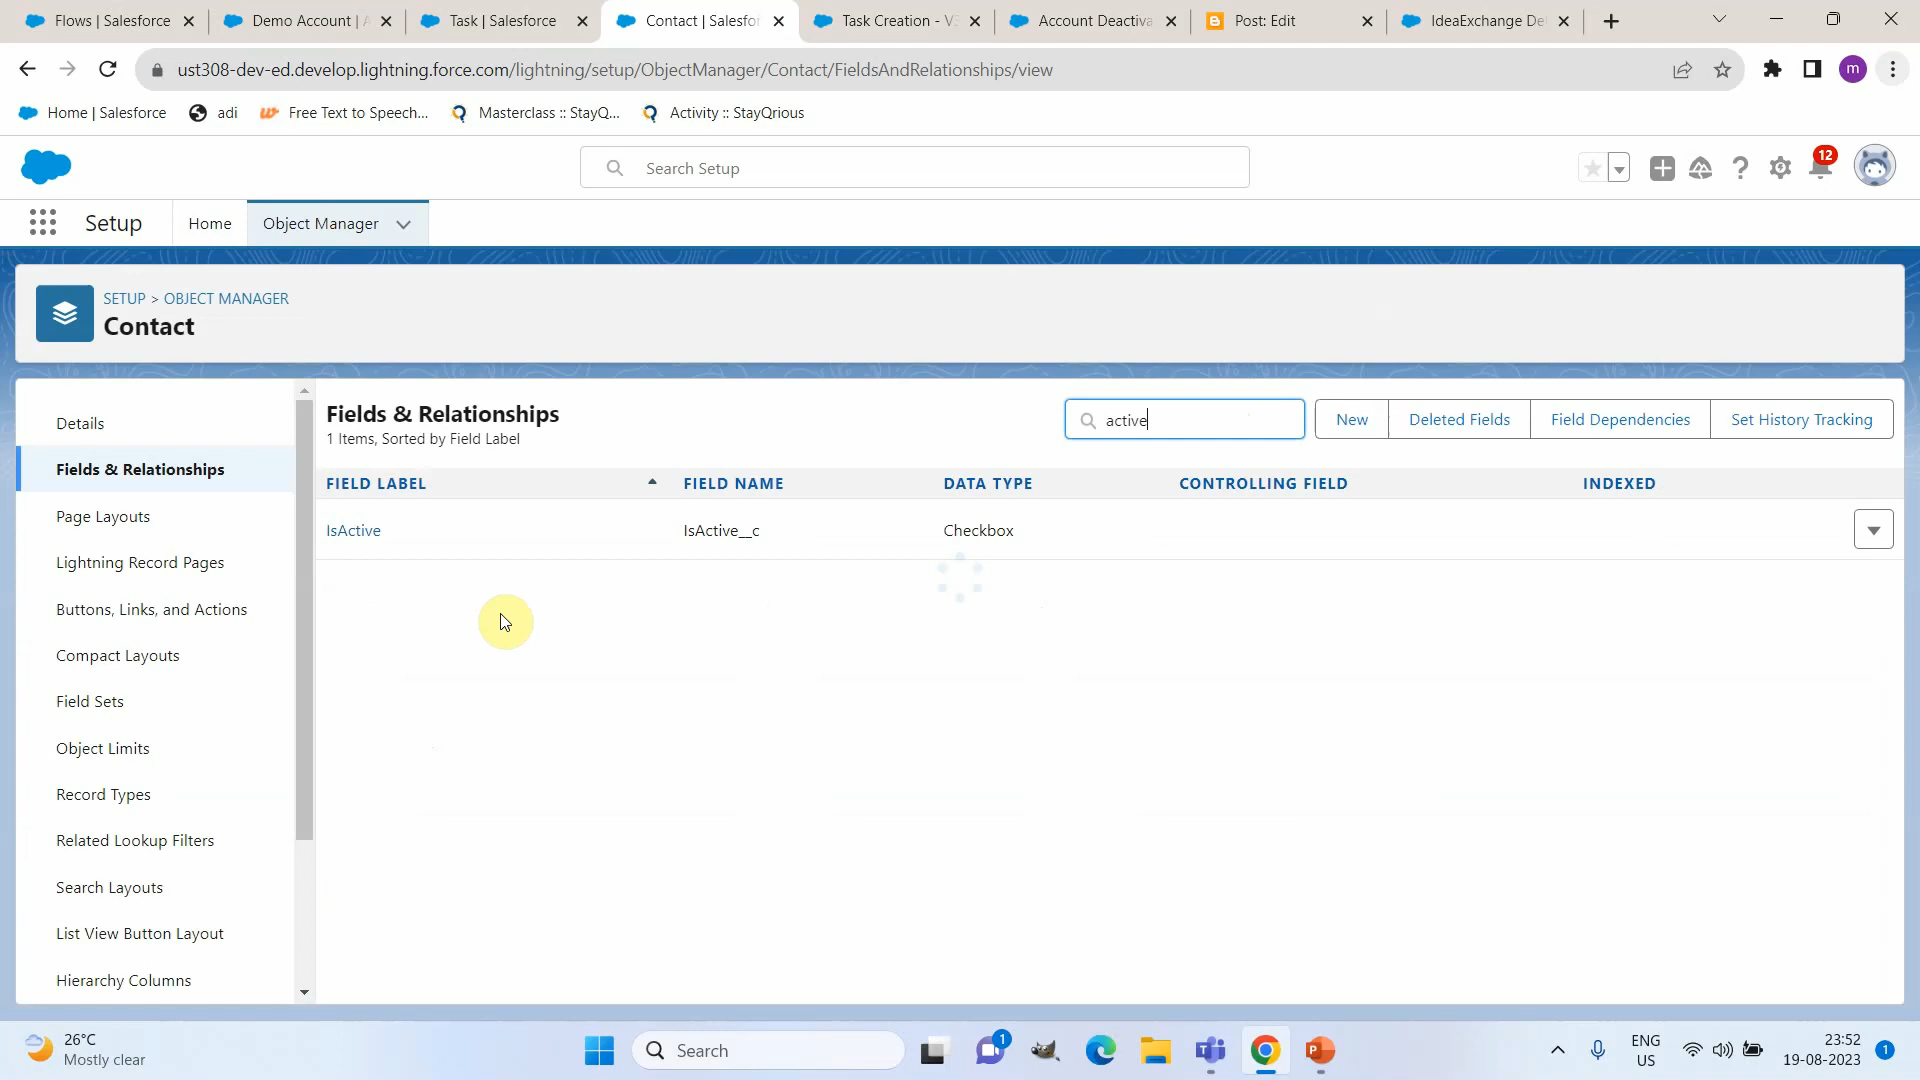 Flows | Salesforce
Demo Account | A
Task | Salesforce
Contact | Salesfor
Task Creation - V3
Account Deactiva
Post: Edit
IdeaExchange De
ust308-dev-ed.develop.lightning.force.com/lightning/setup/ObjectManager/Contact/FieldsAndRelationships/view
m
Home | Salesforce
adi
Free Text to Speech...
Masterclass :: StayQ...
Activity :: StayQrious
Search Setup
12
Setup
Home
Object Manager
SETUP > OBJECT MANAGER
Contact
Details
Fields & Relationships
Page Layouts
Lightning Record Pages
Buttons, Links, and Actions
Compact Layouts
Field Sets
Object Limits
Record Types
Related Lookup Filters
Search Layouts
List View Button Layout
Hierarchy Columns
Fields & Relationships
1 Items, Sorted by Field Label
active
New
Deleted Fields
Field Dependencies
Set History Tracking
FIELD LABEL FIELD NAME DATA TYPE CONTROLLING FIELD INDEXED
IsActive IsActive__c Checkbox
26°C
Mostly clear
Search
1
ENG
US
23:52
19-08-2023
1